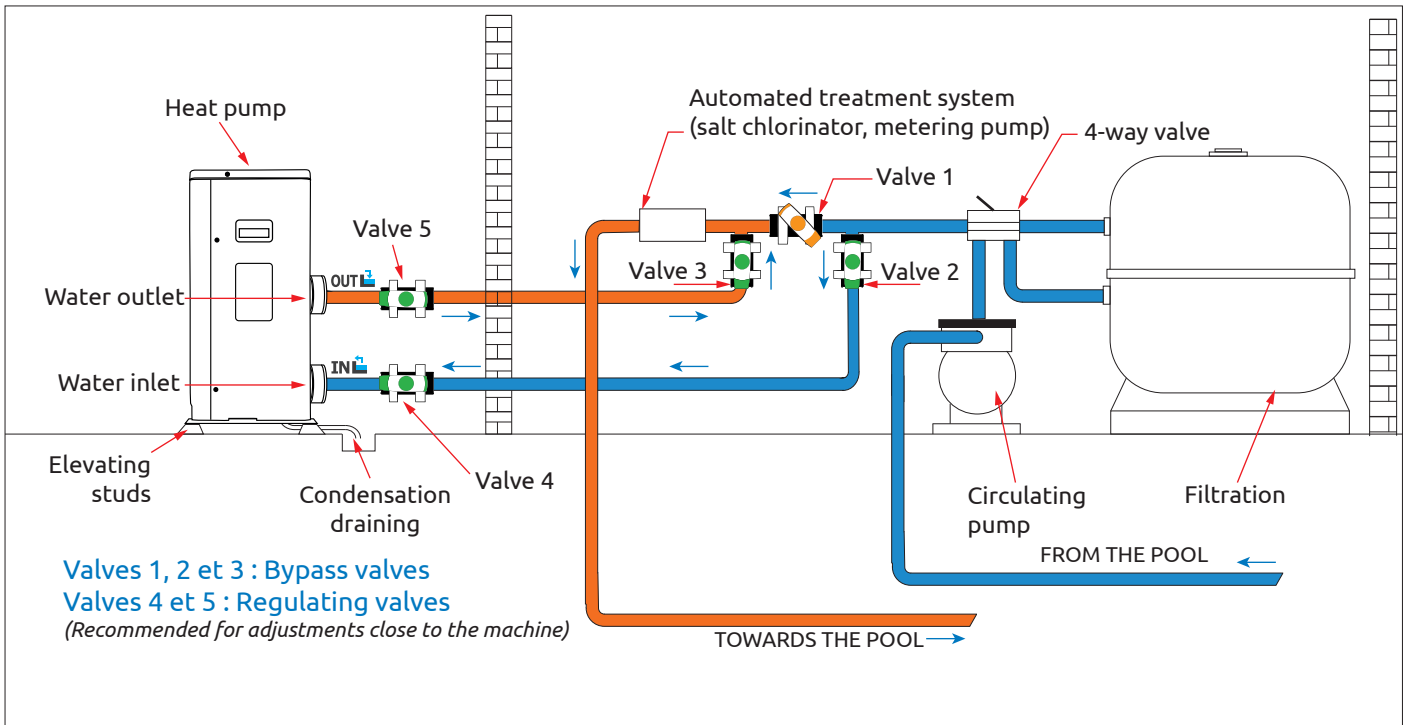 Heat pump
Automated treatment system
(salt chlorinator, metering pump)
4-way valve
Valve 1
Valve 5
Valve 3
Valve 2
OUT
Water outlet
IN
Water inlet
Elevating
studs
Condensation
draining
Valve 4
Circulating
pump
Filtration
FROM THE POOL
Valves 1, 2 et 3 : Bypass valves
Valves 4 et 5 : Regulating valves
(Recommended for adjustments close to the machine)
TOWARDS THE POOL